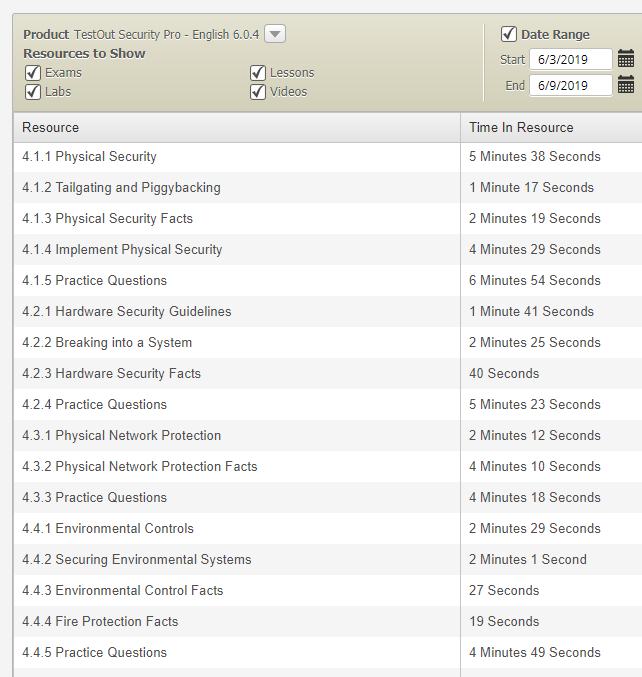 Product TestOut Security Pro - English 6.0.4
Date Range
Resources to Show
Start 6/3/2019
Exams Lessons
End 6/9/2019
Labs Videos
Resource Time In Resource
4.1.1 Physical Security 5 Minutes 38 Seconds
4.1.2 Tailgating and Piggybacking 1 Minute 17 Seconds
4.1.3 Physical Security Facts 2 Minutes 19 Seconds
4.1.4 Implement Physical Security 4 Minutes 29 Seconds
4.1.5 Practice Questions 6 Minutes 54 Seconds
4.2.1 Hardware Security Guidelines 1 Minute 41 Seconds
4.2.2 Breaking into a System 2 Minutes 25 Seconds
4.2.3 Hardware Security Facts 40 Seconds
4.2.4 Practice Questions 5 Minutes 23 Seconds
4.3.1 Physical Network Protection 2 Minutes 12 Seconds
4.3.2 Physical Network Protection Facts 4 Minutes 10 Seconds
4.3.3 Practice Questions 4 Minutes 18 Seconds
4.4.1 Environmental Controls 2 Minutes 29 Seconds
4.4.2 Securing Environmental Systems 2 Minutes 1 Second
4.4.3 Environmental Control Facts 27 Seconds
4.4.4 Fire Protection Facts 19 Seconds
4.4.5 Practice Questions 4 Minutes 49 Seconds